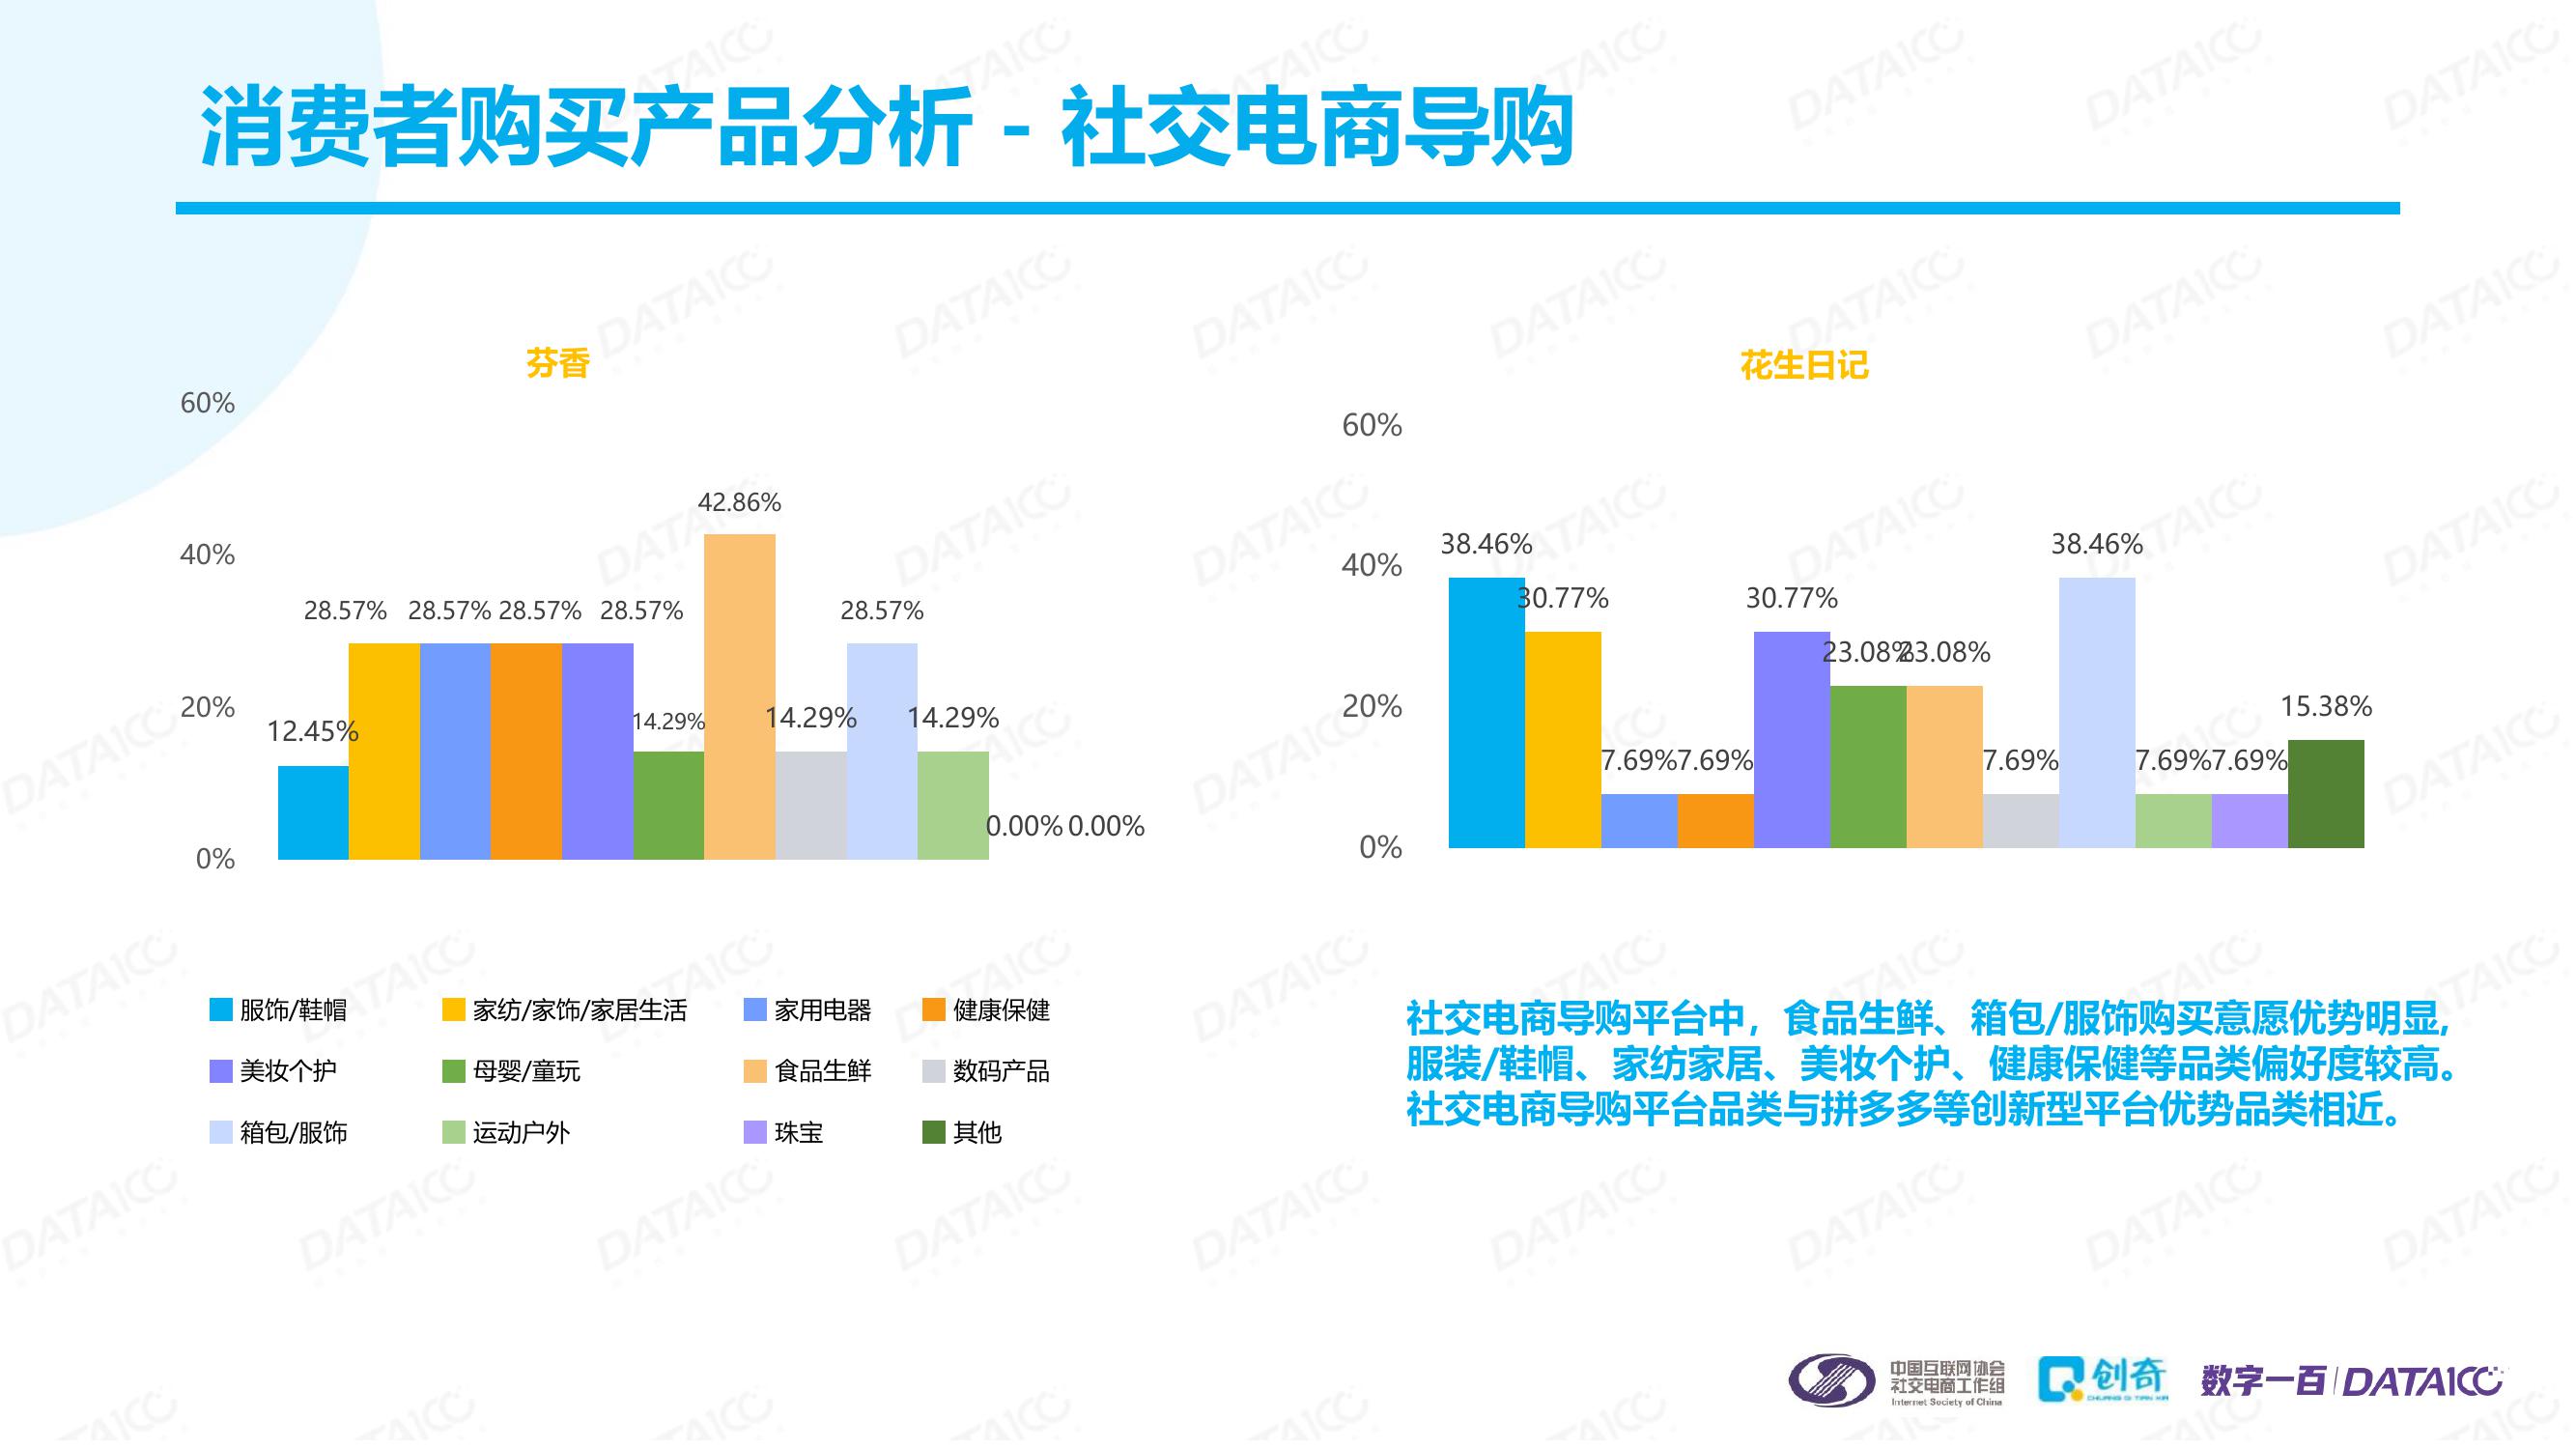 消费者购买产品分析 - 社交电商导购
芬香
60%
40%
20%
0%
12.45%
28.57%
28.57%
28.57%
28.57%
14.29%
42.86%
14.29%
28.57%
14.29%
0.00%
0.00%
花生日记
60%
40%
20%
0%
38.46%
30.77%
7.69%
7.69%
30.77%
23.08%
23.08%
7.69%
38.46%
7.69%
7.69%
15.38%
服饰/鞋帽 家纺/家饰/家居生活 家用电器 健康保健
美妆个护 母婴/童玩 食品生鲜 数码产品
箱包/服饰 运动户外 珠宝 其他
社交电商导购平台中，食品生鲜、箱包/服饰购买意愿优势明显,
服装/鞋帽、家纺家居、美妆个护、健康保健等品类偏好度较高。
社交电商导购平台品类与拼多多等创新型平台优势品类相近。
中国互联网协会
社交电商工作组
Internet Society of China
创奇
CHUANG QI TIAN XIA
数字一百 | DATA100